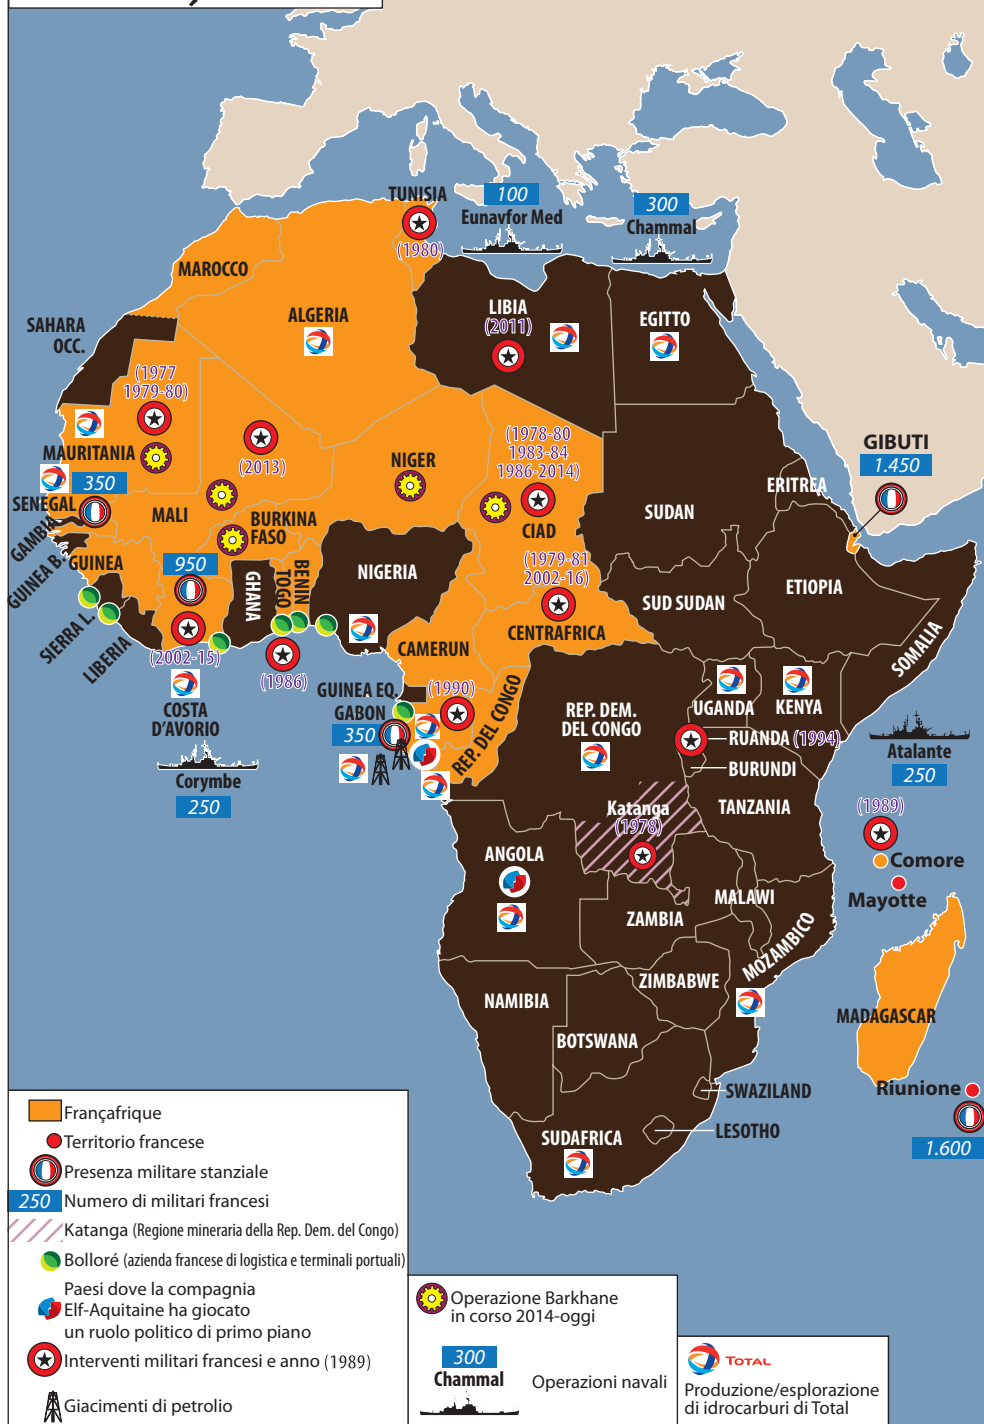 TUNISIA
(1980)
100
Eunavfor Med
300
Chammal
MAROCCO
ALGERIA
LIBIA
(2011)
EGITTO
SAHARA
OCC.
(1977
1979-80)
MAURITANIA
(2013)
NIGER
(1978-80
1983-84
1986-2014)
CIAD
GIBUTI
1.450
ERITREA
350
SENEGAL
GAMBIA
GUINEA B.
GUINEA
MALI
BURKINA
FASO
950
GHANA
TOGO
BENIN
NIGERIA
SUDAN
(1979-81
2002-16)
CENTRAFRICA
SUD SUDAN
ETIOPIA
SOMALIA
SIERRA L.
LIBERIA
(2002-15)
COSTA
D'AVORIO
(1986)
CAMERUN
GUINEA EQ.
GABON
350
(1990)
REP. DEL CONGO
REP. DEM.
DEL CONGO
UGANDA
KENYA
RUANDA (1994)
BURUNDI
TANZANIA
Corymbe
250
Atalante
250
Katanga
(1978)
(1989)
Comore
Mayotte
ANGOLA
ZAMBIA
MALAWI
MOZAMBICO
ZIMBABWE
NAMIBIA
BOTSWANA
MADAGASCAR
SWAZILAND
LESOTHO
SUDAFRICA
Riunione
1.600
Françafrique
Territorio francese
Presenza militare stanziale
250 Numero di militari francesi
Katanga (Regione mineraria della Rep. Dem. del Congo)
Bolloré (azienda francese di logistica e terminali portuali)
Paesi dove la compagnia
Elf-Aquitaine ha giocato
un ruolo politico di primo piano
Interventi militari francesi e anno (1989)
Giacimenti di petrolio
Operazione Barkhane
in corso 2014-oggi
300
Chammal
Operazioni navali
TOTAL
Produzione/esplorazione
di idrocarburi di Total